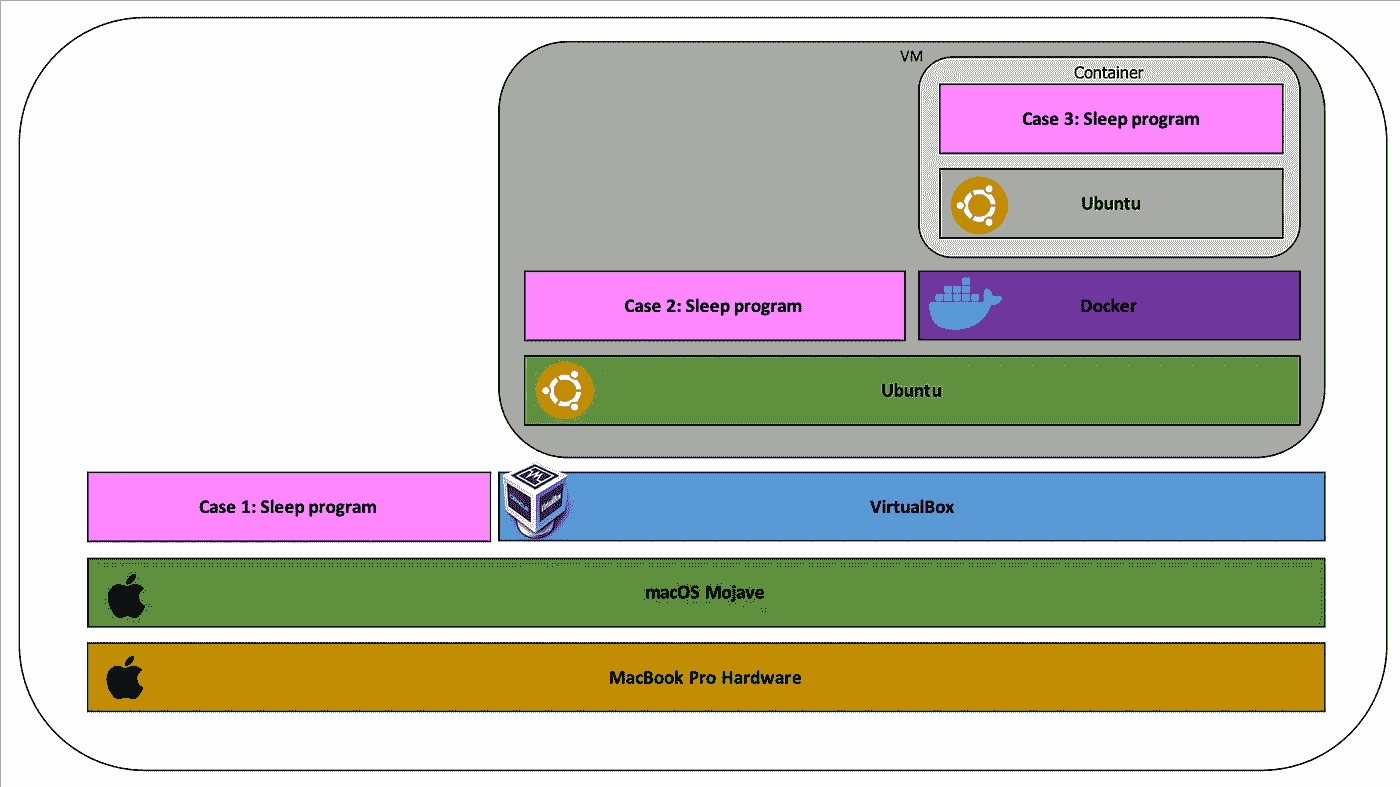 VM
Container
Case 3: Sleep program
Ubuntu
Case 2: Sleep program
Docker
Ubuntu
Case 1: Sleep program
VirtualBox
macOS Mojave
MacBook Pro Hardware